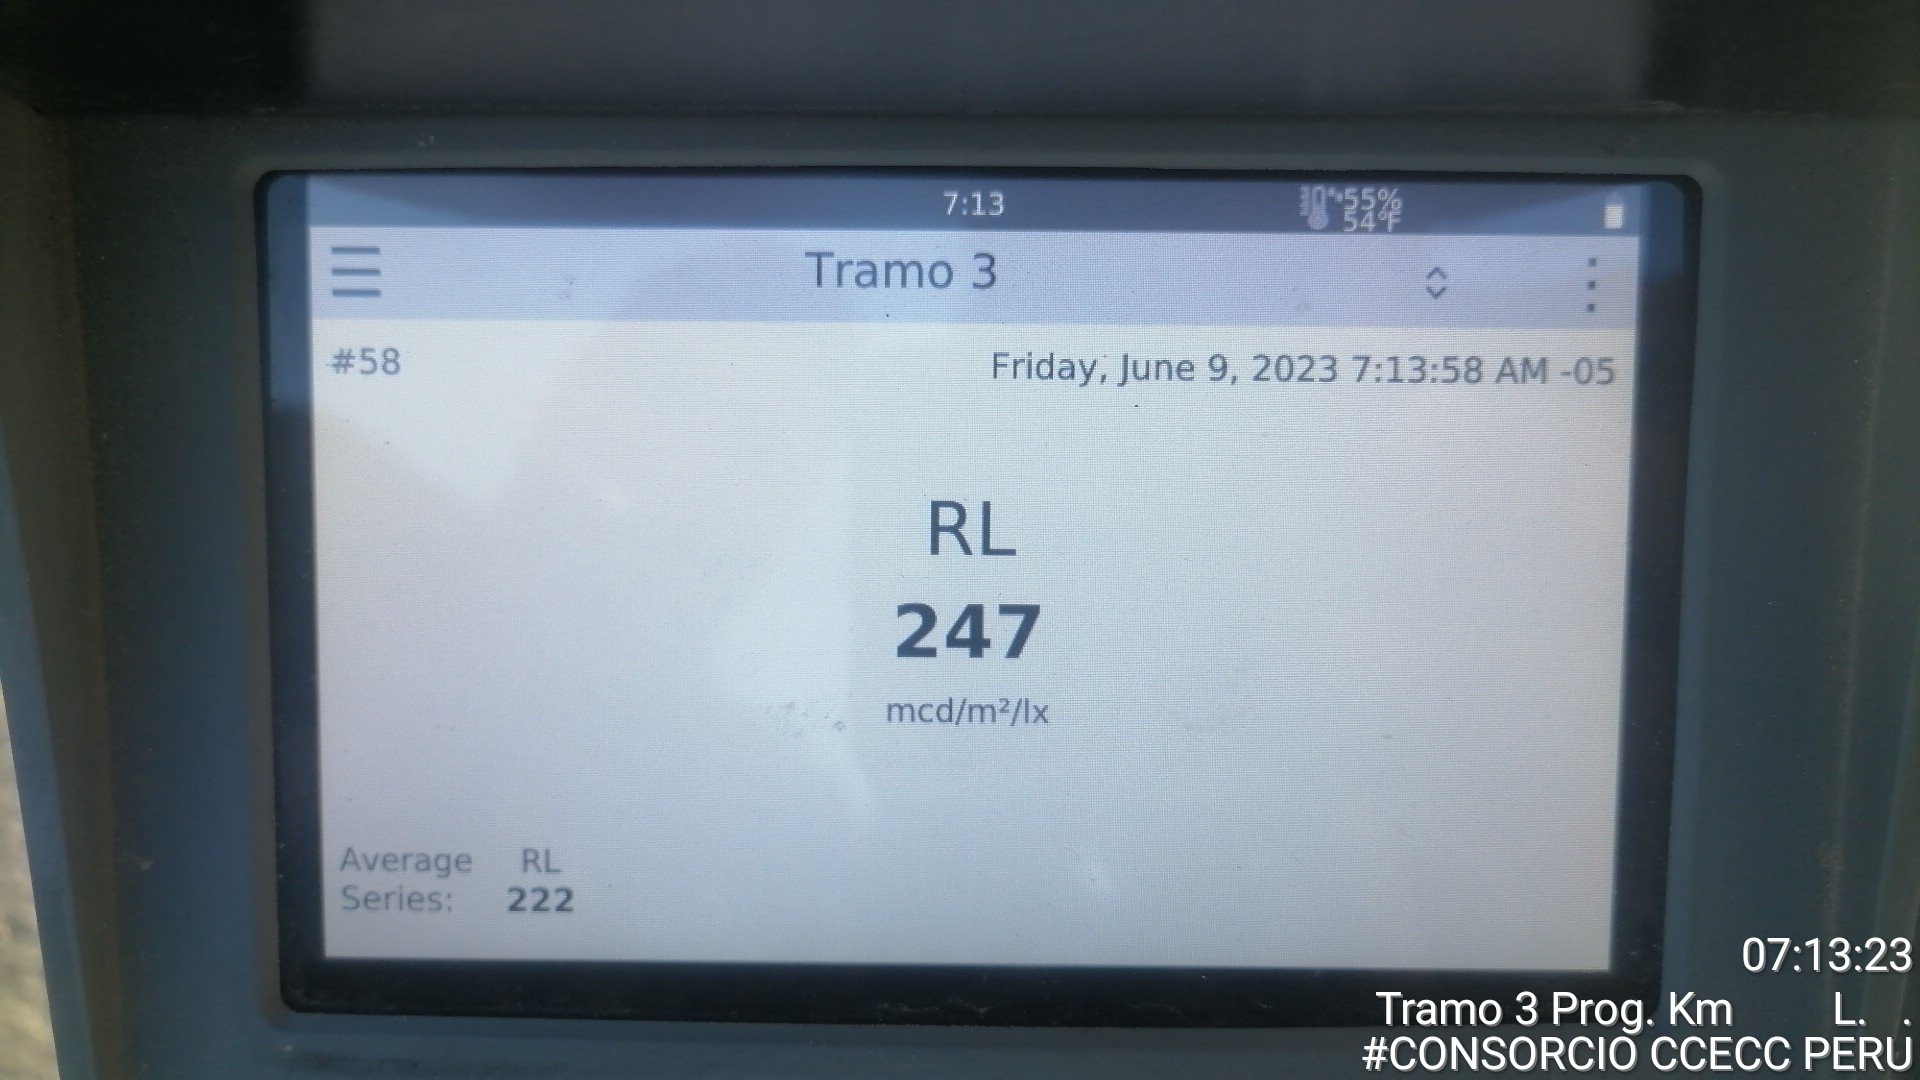 7:13
55%
54°F
Tramo 3
#58
Friday, June 9, 2023 7:13:58 AM -05
RL
247
mcd/m²/lx
Average RL
Series: 222
07:13:23
Tramo 3 Prog. Km L. .
#CONSORCIO CCECC PERU